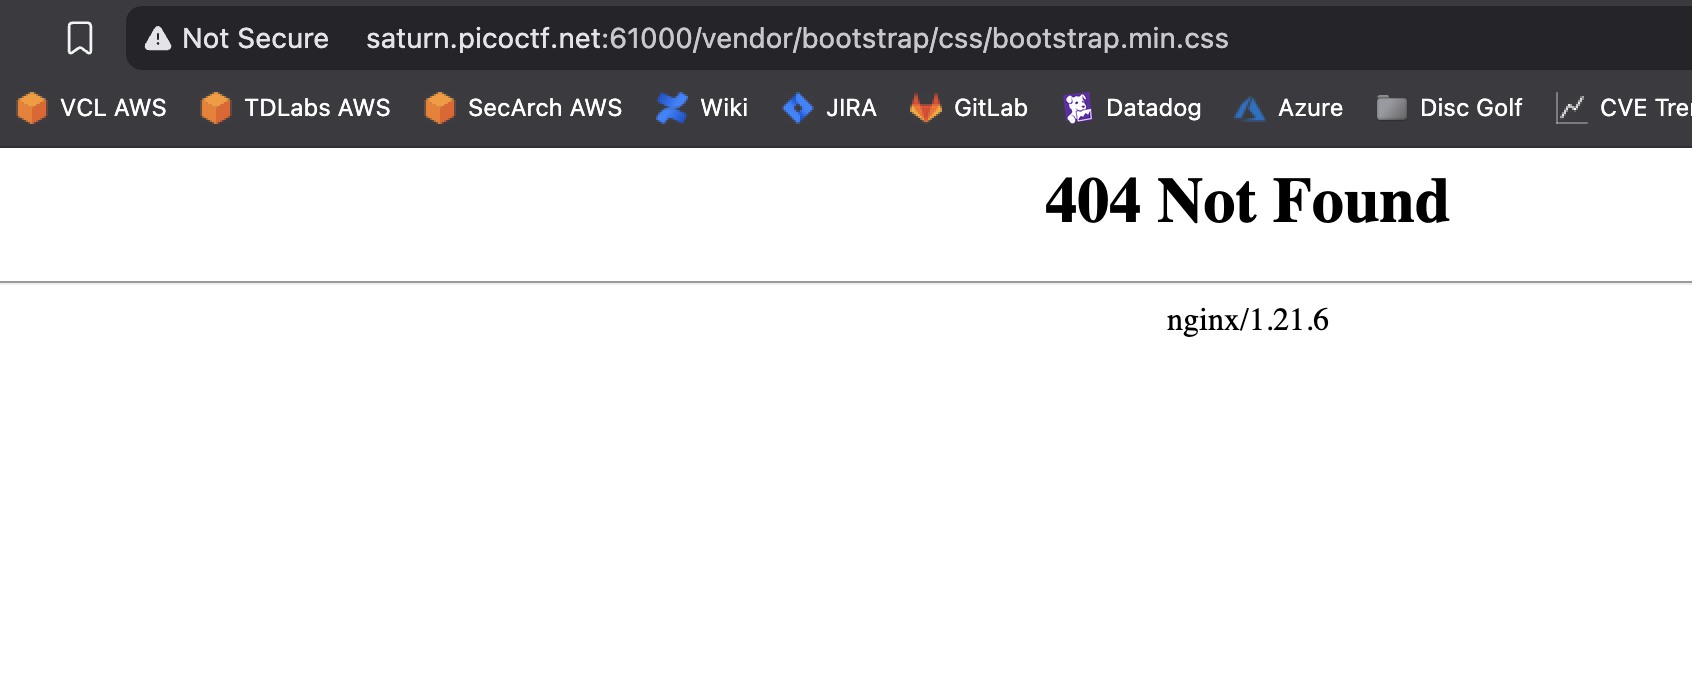 Not Secure saturn.picoctf.net:61000/vendor/bootstrap/css/bootstrap.min.css
VCL AWS TDLabs AWS SecArch AWS Wiki JIRA GitLab Datadog Azure Disc Golf CVE Tre
404 Not Found
nginx/1.21.6